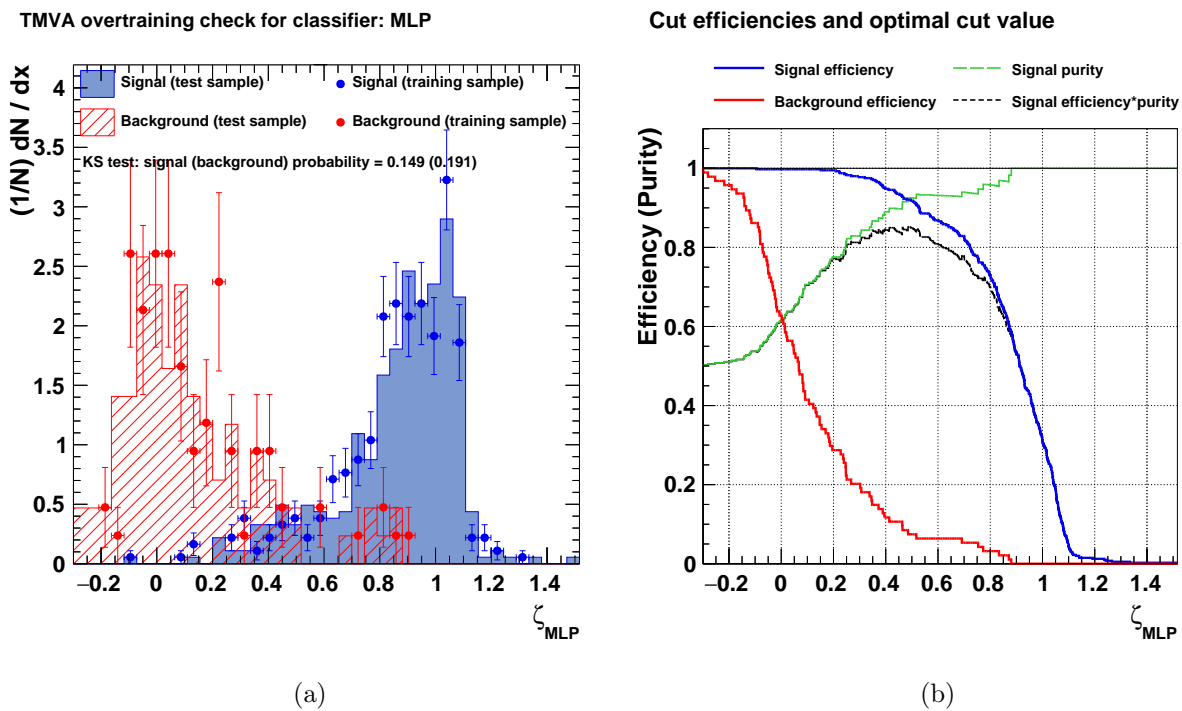 TMVA overtraining check for classifier: MLP
Signal (test sample)
Signal (training sample)
Background (test sample)
Background (training sample)
KS test: signal (background) probability = 0.149 (0.191)
(1/N) dN / dx
4
3.5
3
2.5
2
1.5
1
0.5
0
−0.2 0 0.2 0.4 0.6 0.8 1 1.2 1.4
ζMLP
(a)
Cut efficiencies and optimal cut value
Signal efficiency
Signal purity
Background efficiency
Signal efficiency*purity
Efficiency (Purity)
1
0.8
0.6
0.4
0.2
0
−0.2 0 0.2 0.4 0.6 0.8 1 1.2 1.4
ζMLP
(b)